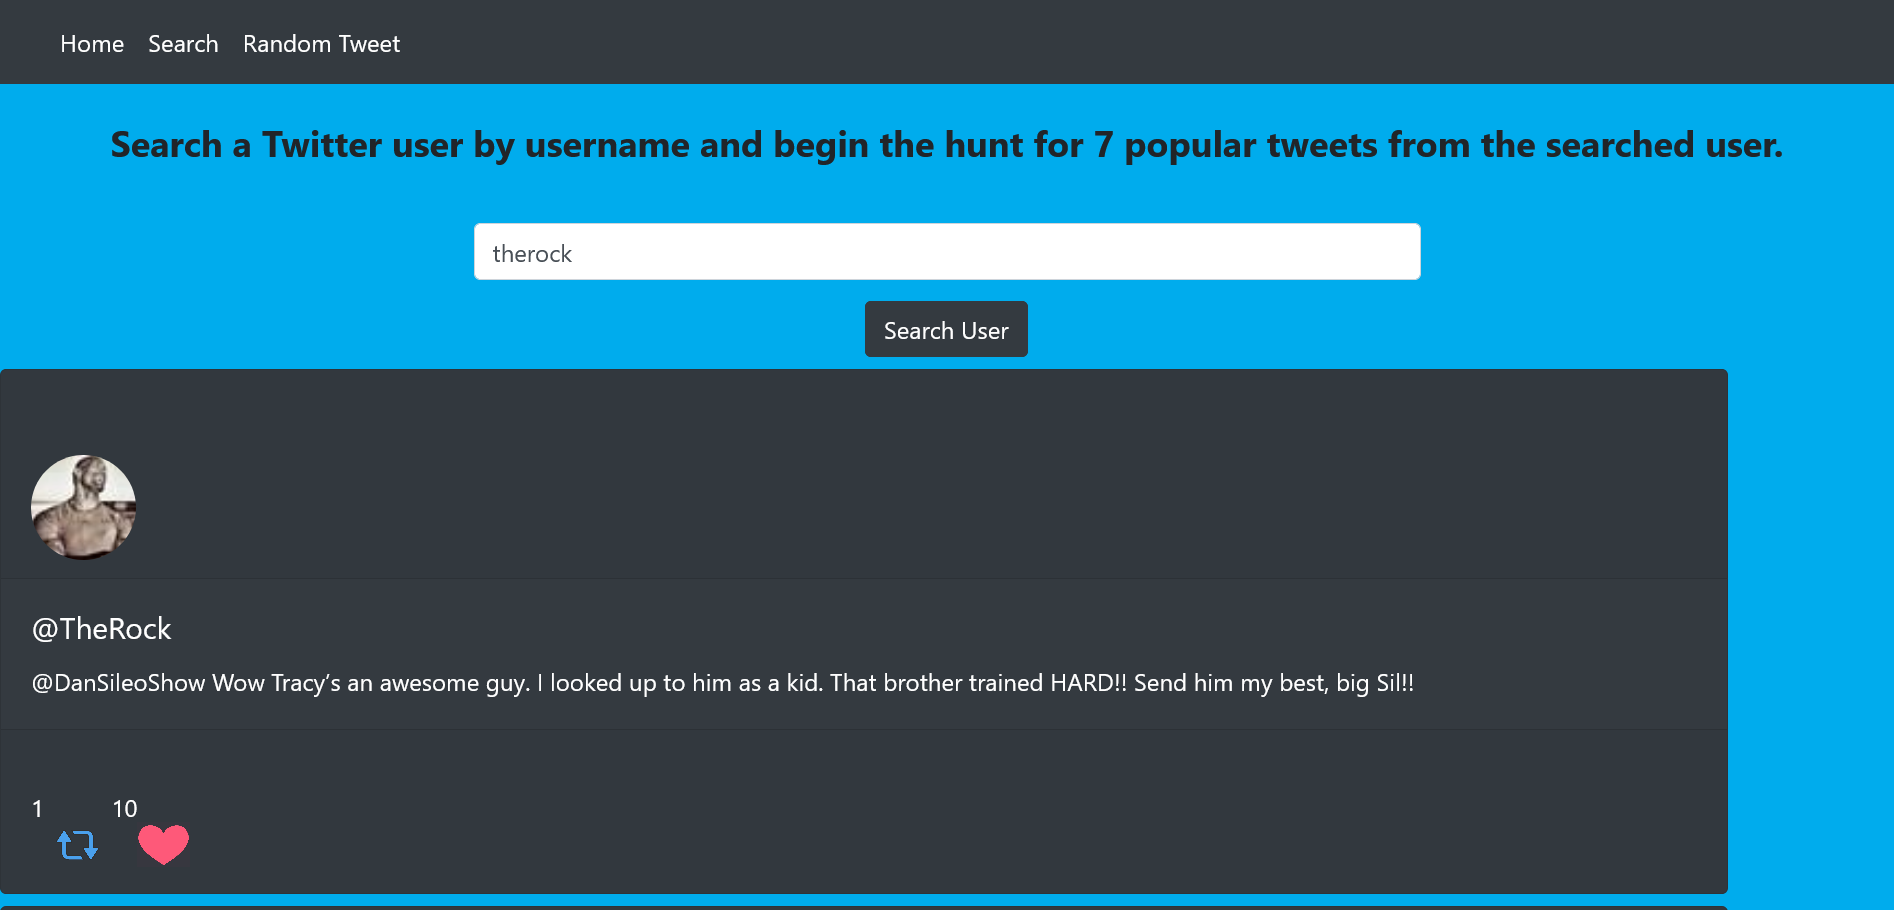 Home Search Random Tweet
Search a Twitter user by username and begin the hunt for 7 popular tweets from the searched user.
therock
Search User
@TheRock
@DanSileoShow Wow Tracy’s an awesome guy. I looked up to him as a kid. That brother trained HARD!! Send him my best, big Sil!!
1 10